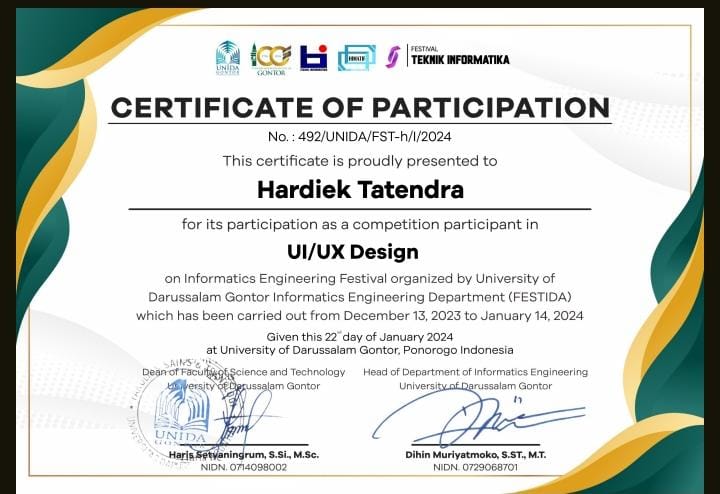 UNIDA
GONTOR
100
GONTOR
FESTIVAL
TEKNIK INFORMATIKA
CERTIFICATE OF PARTICIPATION
No. : 492/UNIDA/FST-h/I/2024
This certificate is proudly presented to
Hardiek Tatendra
for its participation as a competition participant in
UI/UX Design
on Informatics Engineering Festival organized by University of
Darussalam Gontor Informatics Engineering Department (FESTIDA)
which has been carried out from December 13, 2023 to January 14, 2024
Given this 22st day of January 2024
at University of Darussalam Gontor, Ponorogo Indonesia
Dean of Faculty of Science and Technology
University of Darussalam Gontor
Head of Department of Informatics Engineering
University of Darussalam Gontor
UNIDA
GONTOR
Haris Setyaningrum, S.Si., M.Sc.
NIDN. 0714098002
Dihin Muriyatmoko, S.ST., M.T.
NIDN. 0729068701